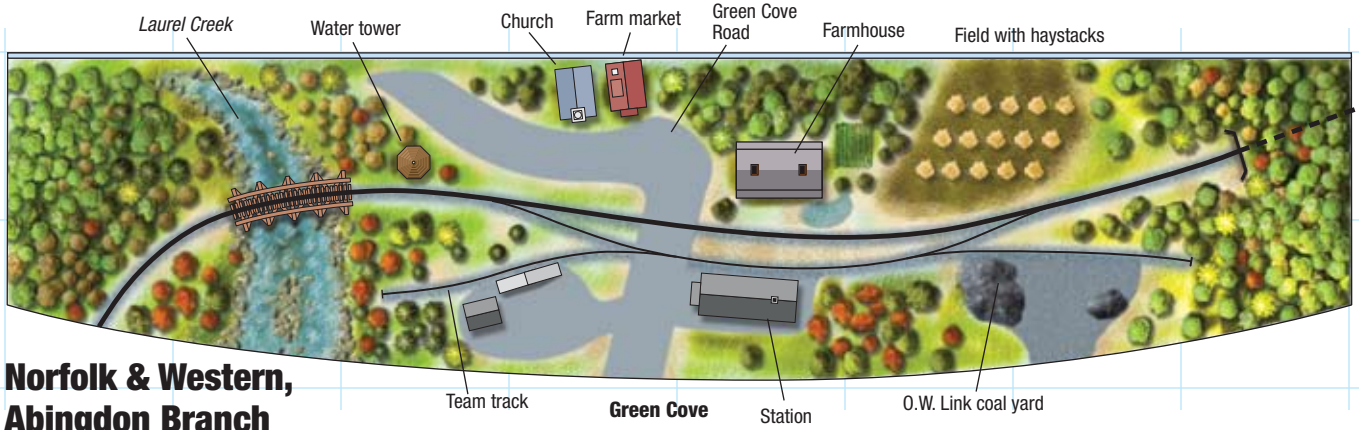 Laurel Creek
Water tower
Church
Farm market
Green Cove
Road
Farmhouse
Field with haystacks
Norfolk & Western,
Abingdon Branch
Team track
Green Cove
Station
O.W. Link coal yard